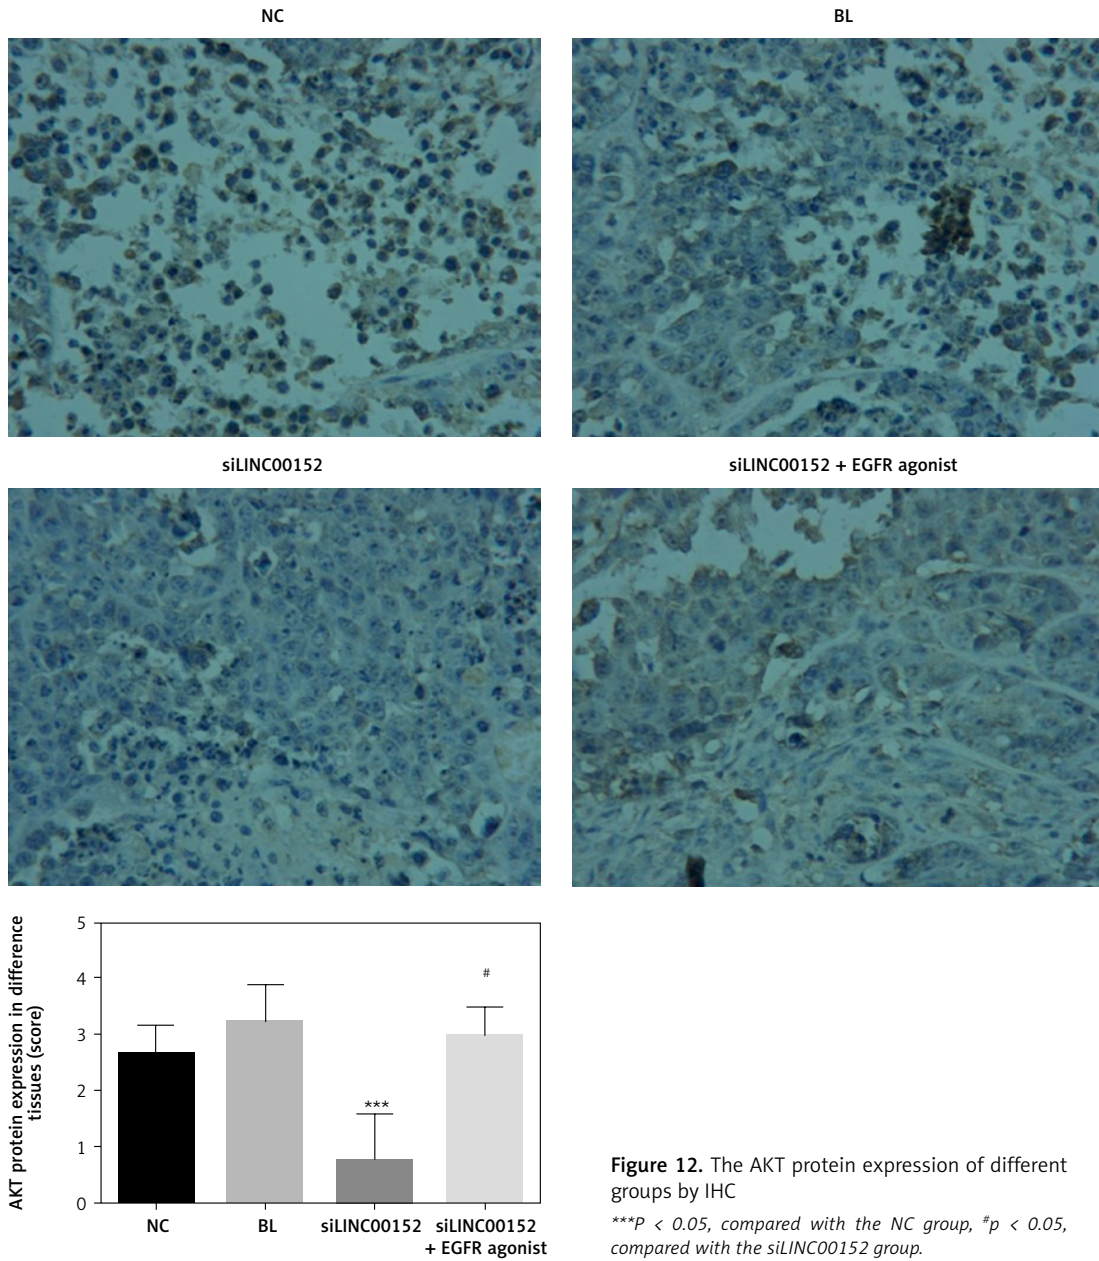 NC
BL
siLINC00152
siLINC00152 + EGFR agonist
AKT protein expression in difference
tissues (score)
5
4
3
2
1
0
***
#
NC
BL
siLINC00152
siLINC00152
+ EGFR agonist
Figure 12. The AKT protein expression of different
groups by IHC
***P < 0.05, compared with the NC group, #p < 0.05,
compared with the siLINC00152 group.